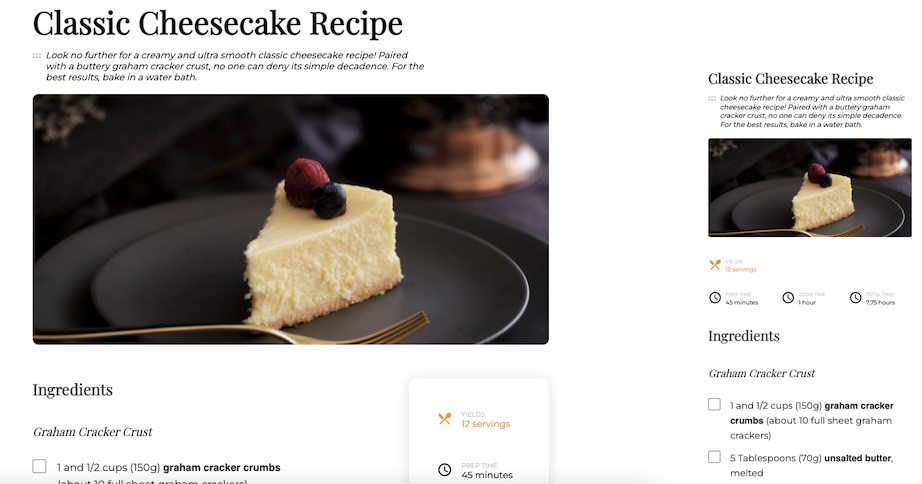 Classic Cheesecake Recipe
Look no further for a creamy and ultra smooth classic cheesecake recipe! Paired
with a buttery graham cracker crust, no one can deny its simple decadence. For the
best results, bake in a water bath.
Ingredients
Graham Cracker Crust
1 and 1/2 cups (150g) graham cracker crumbs
(about 10 full sheet graham crackers)
YIELDS
12 servings
PREP TIME
45 minutes
Classic Cheesecake Recipe
Look no further for a creamy and ultra smooth classic
cheesecake recipe! Paired with a buttery graham
cracker crust, no one can deny its simple decadence.
For the best results, bake in a water bath.
YIELDS
12 servings
PREP TIME
45 minutes
COOK TIME
1 hour
TOTAL TIME
7,75 hours
Ingredients
Graham Cracker Crust
1 and 1/2 cups (150g) graham cracker
crumbs (about 10 full sheet graham
crackers)
5 Tablespoons (70g) unsalted butter,
melted